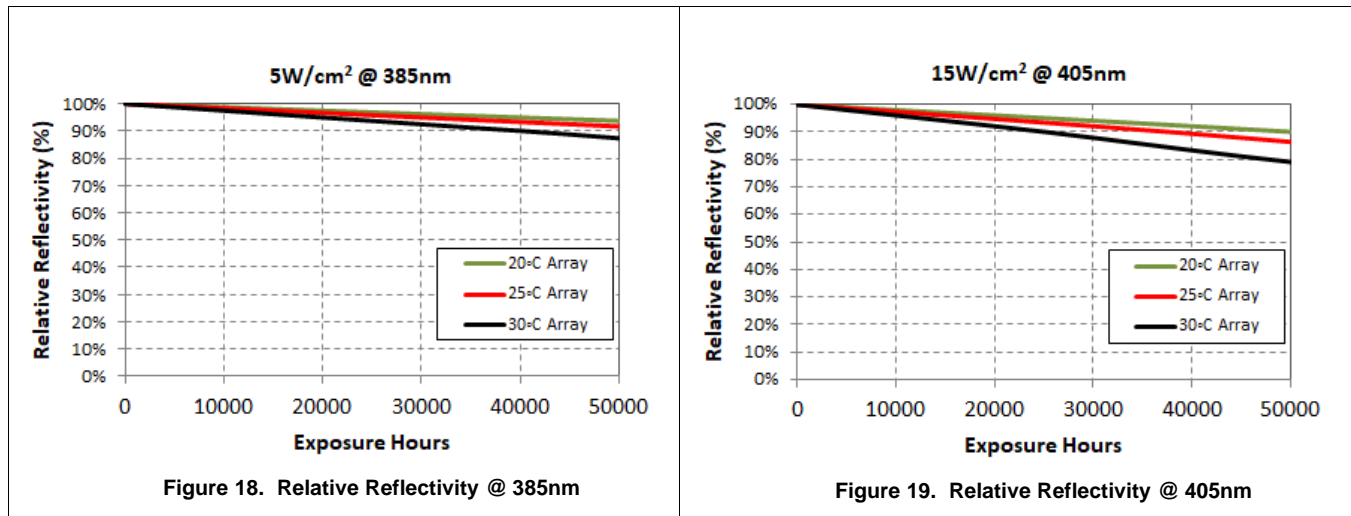 5W/cm² @ 385nm
Relative Reflectivity (%)
100%
90%
80%
70%
60%
50%
40%
30%
20%
10%
0%
20◦C Array
25◦C Array
30◦C Array
0 10000 20000 30000 40000 50000
Exposure Hours
Figure 18. Relative Reflectivity @ 385nm
15W/cm² @ 405nm
Relative Reflectivity (%)
100%
90%
80%
70%
60%
50%
40%
30%
20%
10%
0%
20◦C Array
25◦C Array
30◦C Array
0 10000 20000 30000 40000 50000
Exposure Hours
Figure 19. Relative Reflectivity @ 405nm